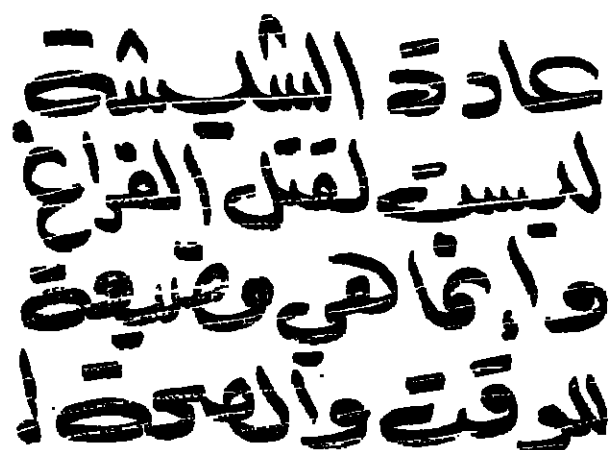 عادة الشيشة
ليست لقتل الفراغ
وإنما هي مضيعة
للوقت والصحة !